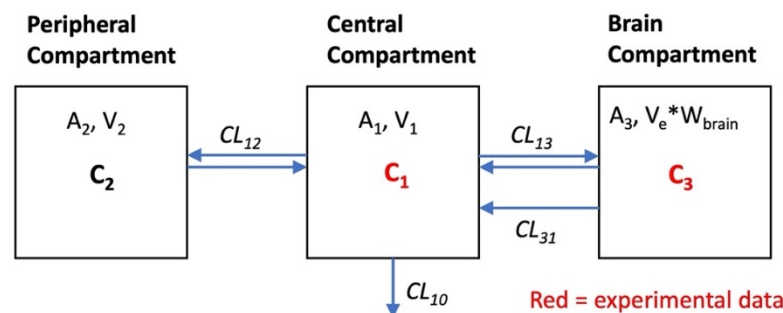 Peripheral
Compartment
Central
Compartment
Brain
Compartment
A2, V2
C2
CL12
A1, V1
C1
CL13
A3, Ve*Wbrain
C3
CL31
CL10
Red = experimental data